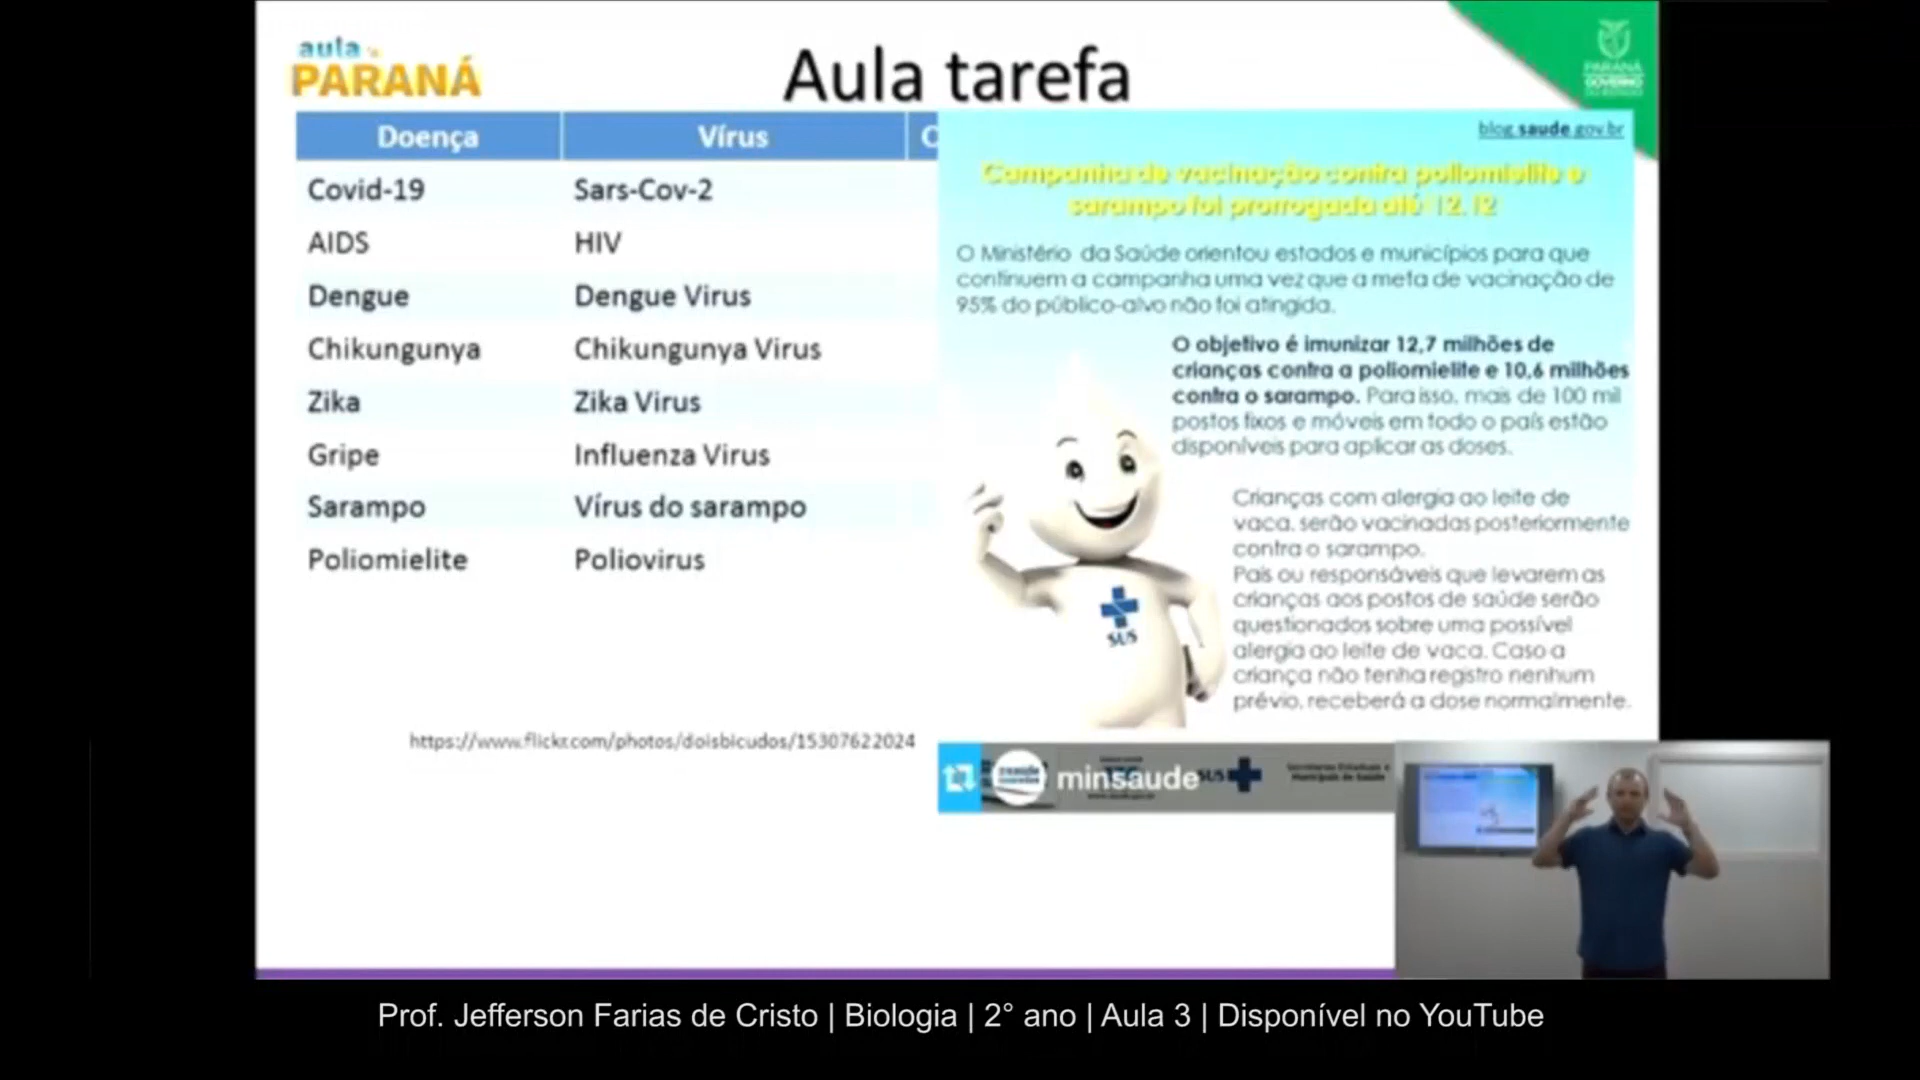 aula
PARANÁ
Aula tarefa
PARANÁ
GOVERNO
DO ESTADO
Doença Vírus C
Covid-19 Sars-Cov-2
AIDS HIV
Dengue Dengue Virus
Chikungunya Chikungunya Virus
Zika Zika Virus
Gripe Influenza Virus
Sarampo Vírus do sarampo
Poliomielite Poliovirus
https://www.flickr.com/photos/doisbicudos/15307622024
blog.saude.gov.br
Campanha de vacinação contra poliomielite e
sarampo foi prorrogada até 12.12
O Ministério da Saúde orientou estados e municípios para que
continuem a campanha uma vez que a meta de vacinação de
95% do público-alvo não foi atingida.
O objetivo é imunizar 12,7 milhões de
crianças contra a poliomielite e 10,6 milhões
contra o sarampo. Para isso, mais de 100 mil
postos fixos e móveis em todo o país estão
disponíveis para aplicar as doses.
Crianças com alergia ao leite de
vaca, serão vacinadas posteriormente
contra o sarampo.
Pais ou responsáveis que levarem as
crianças aos postos de saúde serão
questionados sobre uma possível
alergia ao leite de vaca. Caso a
criança não tenha registro nenhum
prévio, receberá a dose normalmente.
SUS
minsaude
SUS
Secretarias Estaduais e
Municipais de Saúde
Prof. Jefferson Farias de Cristo | Biologia | 2° ano | Aula 3 | Disponível no YouTube